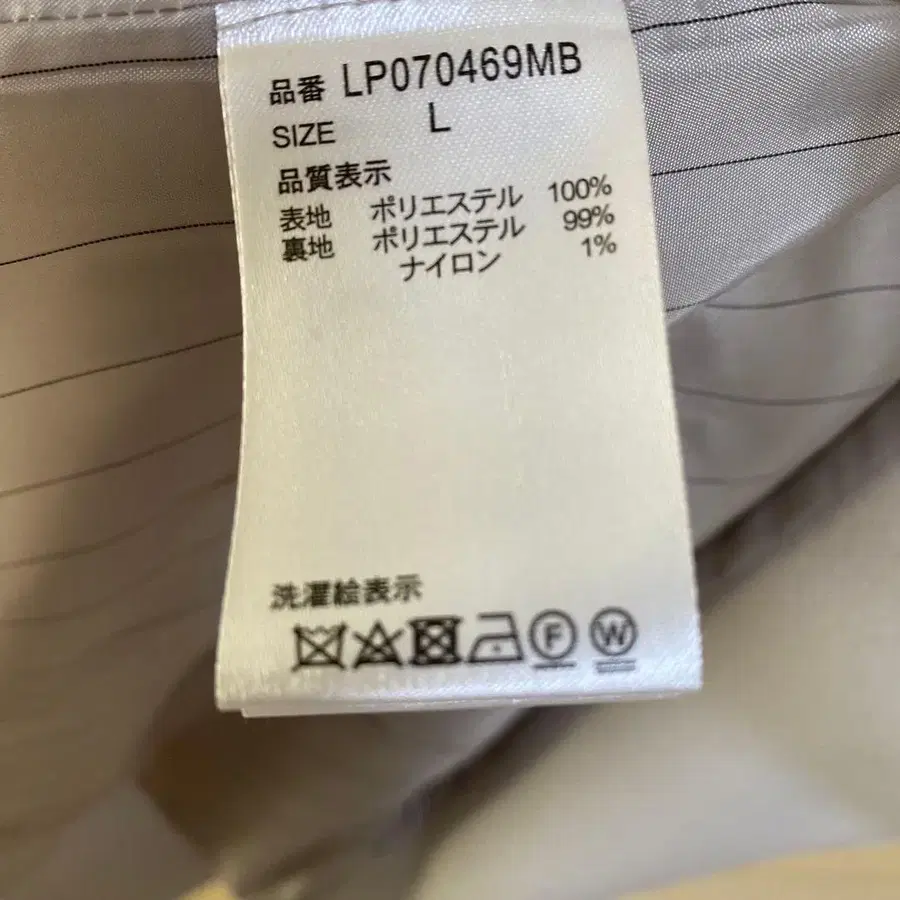 品番 LP070469MB
SIZE L
品質表示
表地 ポリエステル 100%
裏地 ポリエステル 99%
ナイロン 1%
洗濯絵表示
F W